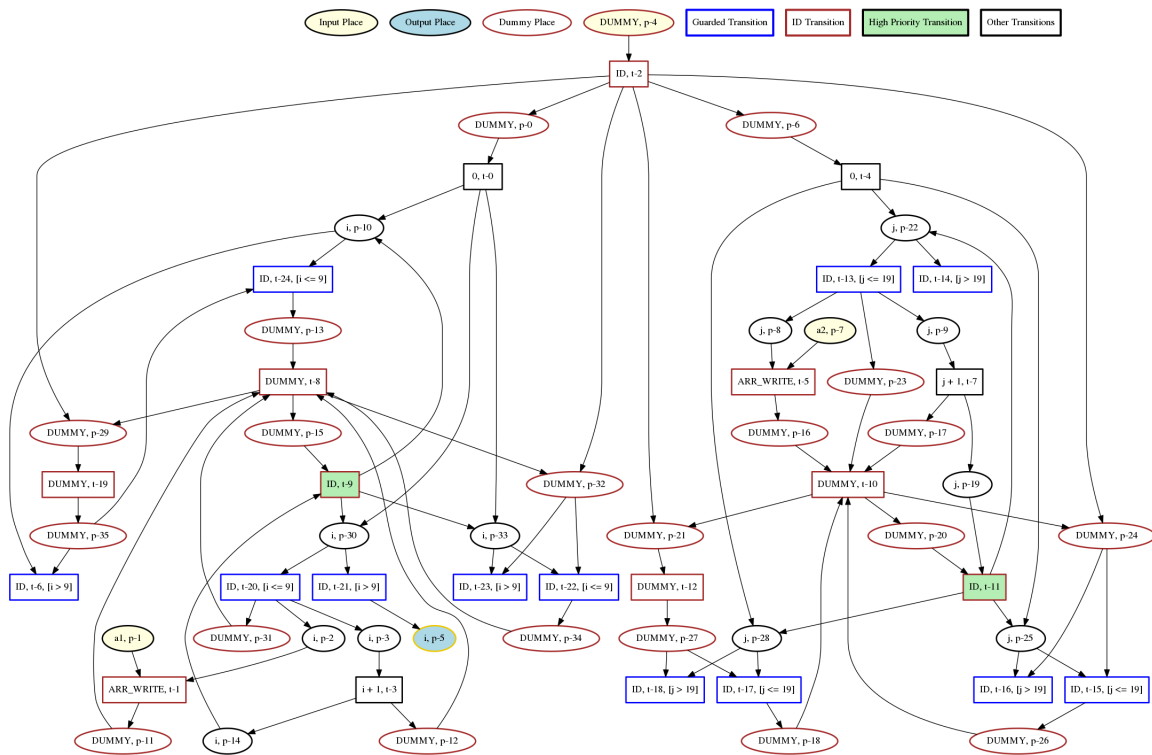 Input Place
Output Place
Dummy Place
DUMMY, p-4
Guarded Transition
ID Transition
High Priority Transition
Other Transitions
ID, t-2
DUMMY, p-0
DUMMY, p-6
0, t-0
0, t-4
i, p-10
j, p-22
ID, t-24, [i <= 9]
ID, t-13, [j <= 19]
ID, t-14, [j > 19]
DUMMY, p-13
j, p-8
a2, p-7
j, p-9
DUMMY, t-8
ARR_WRITE, t-5
DUMMY, p-23
j + 1, t-7
DUMMY, p-29
DUMMY, p-15
DUMMY, p-16
DUMMY, p-17
DUMMY, t-19
ID, t-9
DUMMY, p-32
DUMMY, t-10
j, p-19
DUMMY, p-35
i, p-30
i, p-33
DUMMY, p-21
DUMMY, p-20
DUMMY, p-24
ID, t-6, [i > 9]
ID, t-20, [i <= 9]
ID, t-21, [i > 9]
ID, t-23, [i > 9]
ID, t-22, [i <= 9]
DUMMY, t-12
ID, t-11
a1, p-1
DUMMY, p-31
i, p-2
i, p-3
i, p-5
DUMMY, p-34
DUMMY, p-27
j, p-28
j, p-25
ARR_WRITE, t-1
i + 1, t-3
ID, t-18, [j > 19]
ID, t-17, [j <= 19]
ID, t-16, [j > 19]
ID, t-15, [j <= 19]
DUMMY, p-11
i, p-14
DUMMY, p-12
DUMMY, p-18
DUMMY, p-26